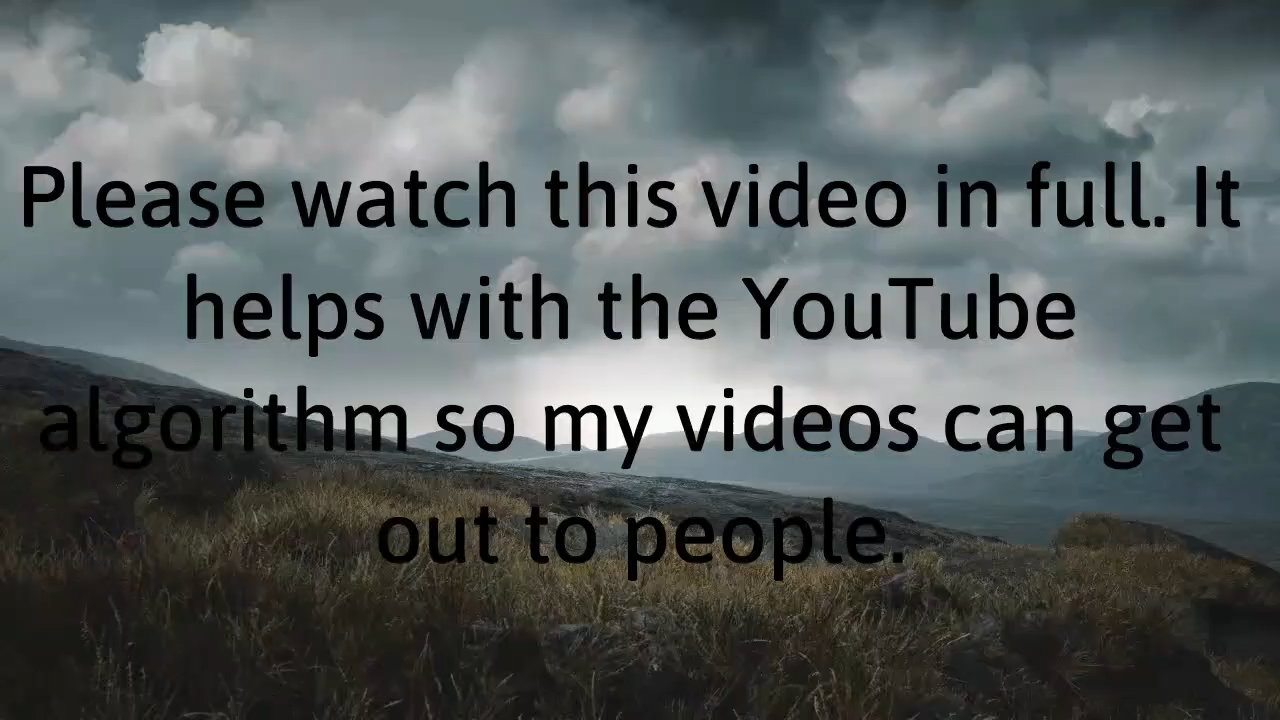 Please watch this video in full. It
helps with the YouTube
algorithm so my videos can get
out to people.